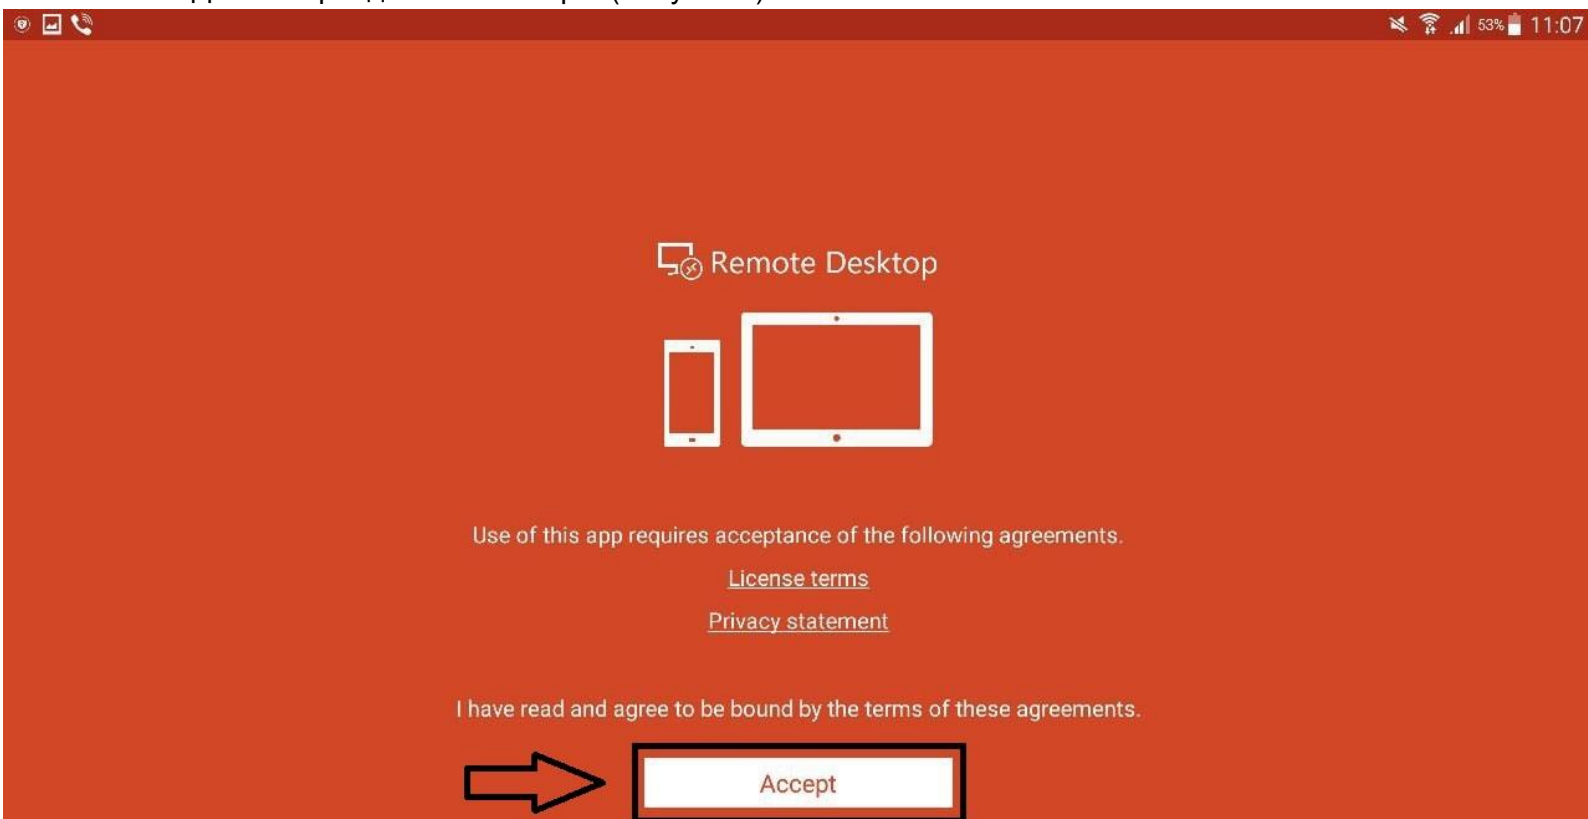 53% 11:07
Remote Desktop
Use of this app requires acceptance of the following agreements.
License terms
Privacy statement
I have read and agree to be bound by the terms of these agreements.
Accept